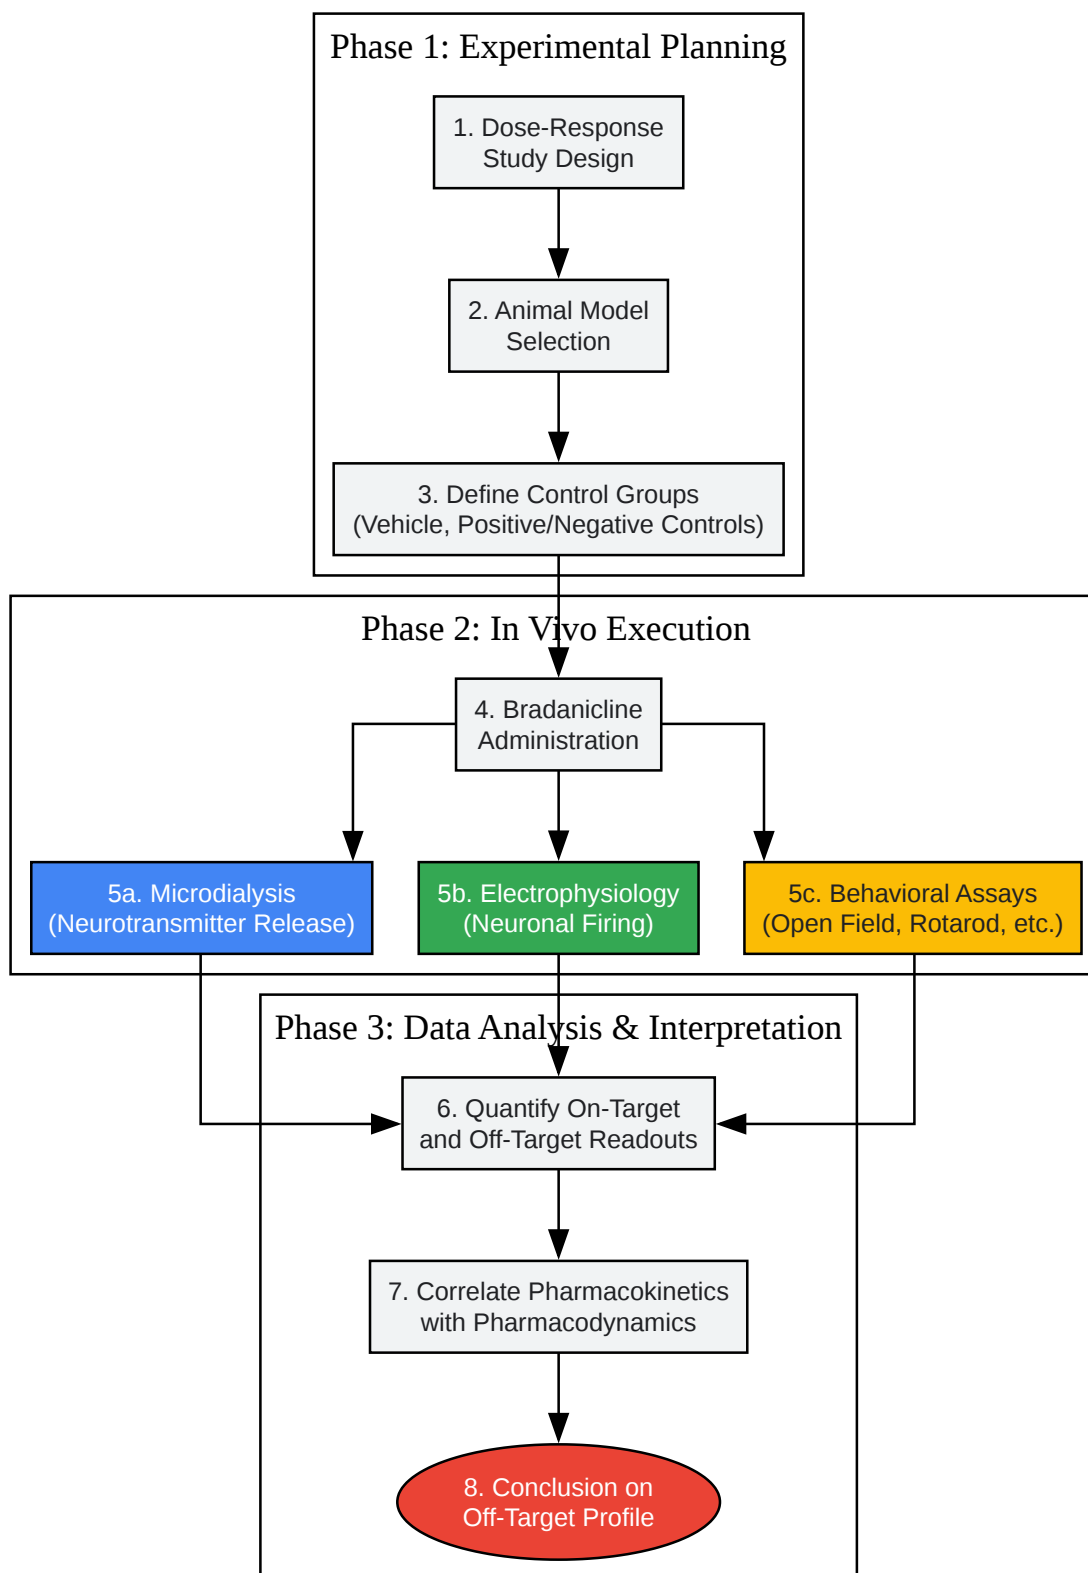 Phase 1: Experimental Planning
1. Dose-Response
Study Design
2. Animal Model
Selection
3. Define Control Groups
(Vehicle, Positive/Negative Controls)
Phase 2: In Vivo Execution
4. Bradanicline
Administration
5a. Microdialysis
(Neurotransmitter Release)
5b. Electrophysiology
(Neuronal Firing)
5c. Behavioral Assays
(Open Field, Rotarod, etc.)
Phase 3: Data Analysis & Interpretation
6. Quantify On-Target
and Off-Target Readouts
7. Correlate Pharmacokinetics
with Pharmacodynamics
8. Conclusion on
Off-Target Profile